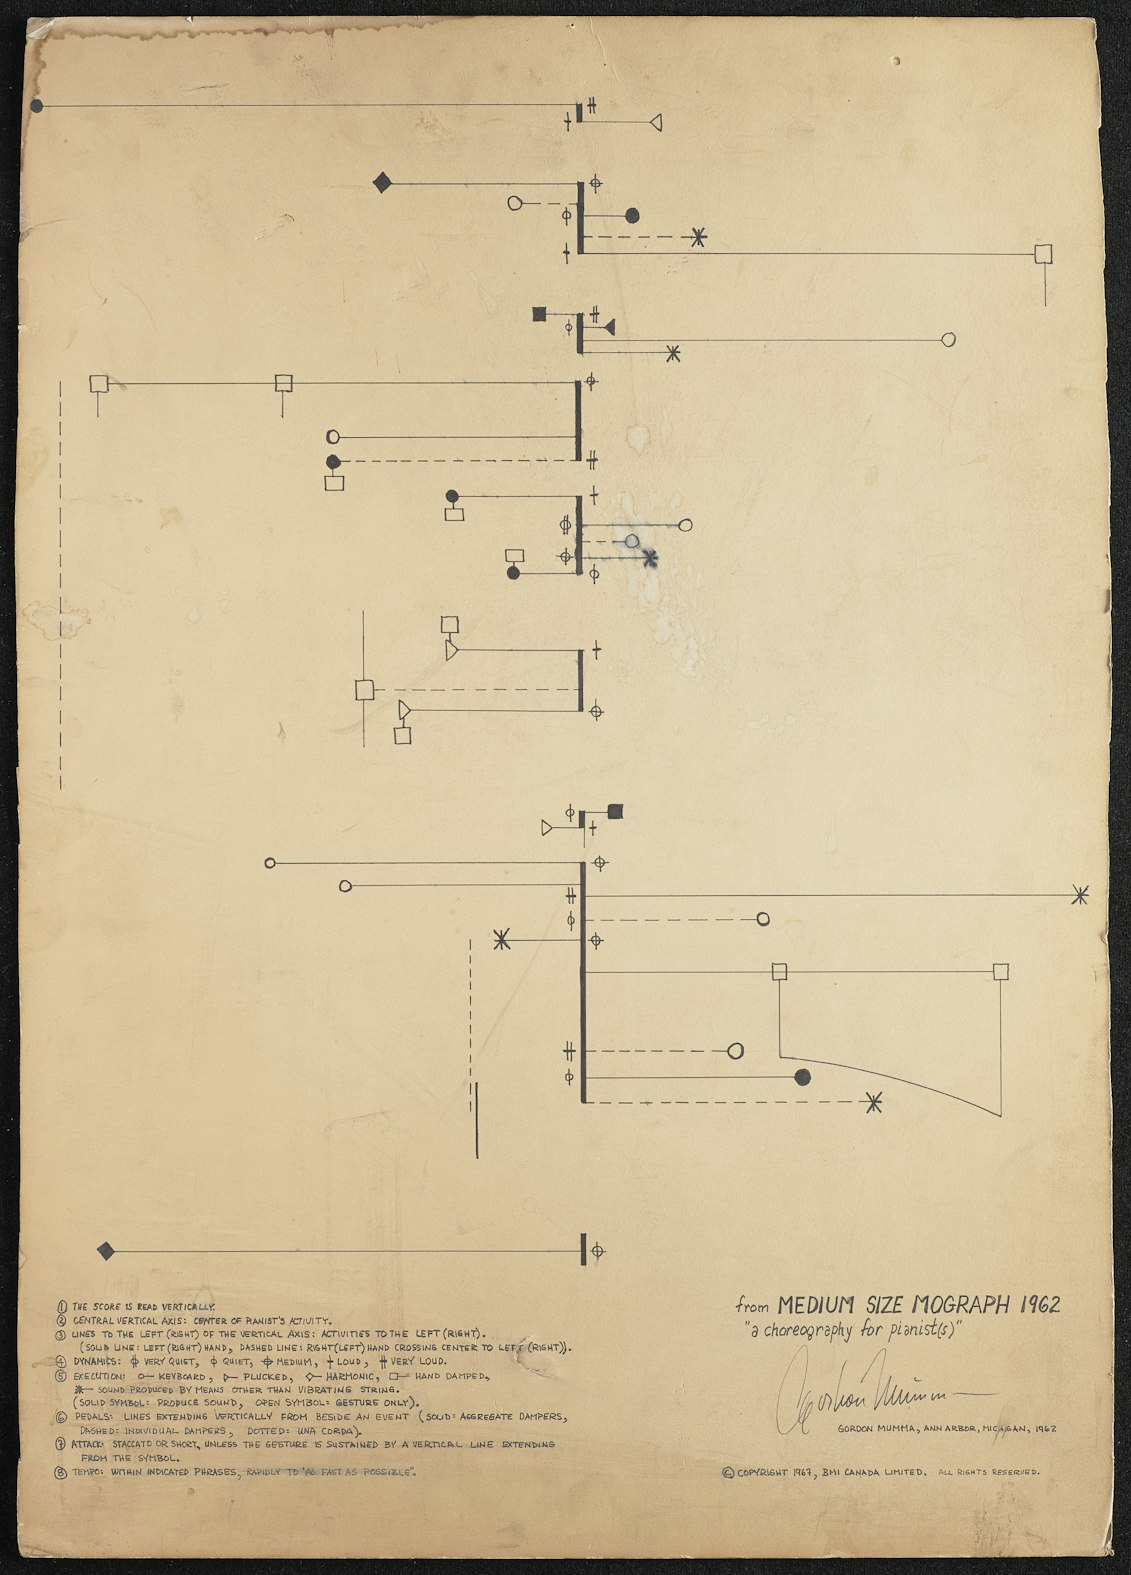 ① THE SCORE IS READ VERTICALLY.
② CENTRAL VERTICAL AXIS: CENTER OF PIANIST'S ACTIVITY.
③ LINES TO THE LEFT (RIGHT) OF THE VERTICAL AXIS: ACTIVITIES TO THE LEFT (RIGHT).
(SOLID LINE: LEFT (RIGHT) HAND, DASHED LINE: RIGHT (LEFT) HAND CROSSING CENTER TO LEFT (RIGHT)).
④ DYNAMICS: VERY QUIET, QUIET, MEDIUM, LOUD, VERY LOUD.
⑤ EXECUTION: KEYBOARD, PLUCKED, HARMONIC, HAND DAMPED,
SOUND PRODUCED BY MEANS OTHER THAN VIBRATING STRING.
(SOLID SYMBOL: PRODUCE SOUND, OPEN SYMBOL: GESTURE ONLY).
⑥ PEDALS: LINES EXTENDING VERTICALLY FROM BESIDE AN EVENT (SOLID: AGGREGATE DAMPERS,
DASHED: INDIVIDUAL DAMPERS, DOTTED: UNA CORDA).
⑦ ATTACK: STACCATO OR SHORT, UNLESS THE GESTURE IS SUSTAINED BY A VERTICAL LINE EXTENDING
FROM THE SYMBOL.
⑧ TEMPO: WITHIN INDICATED PHRASES, RAPIDLY TO "AS FAST AS POSSIBLE".
from MEDIUM SIZE MOGRAPH 1962
"a choreography for pianist(s)"
Gordon Mumma
GORDON MUMMA, ANN ARBOR, MICHIGAN, 1962
© COPYRIGHT 1967, BMI CANADA LIMITED. ALL RIGHTS RESERVED.